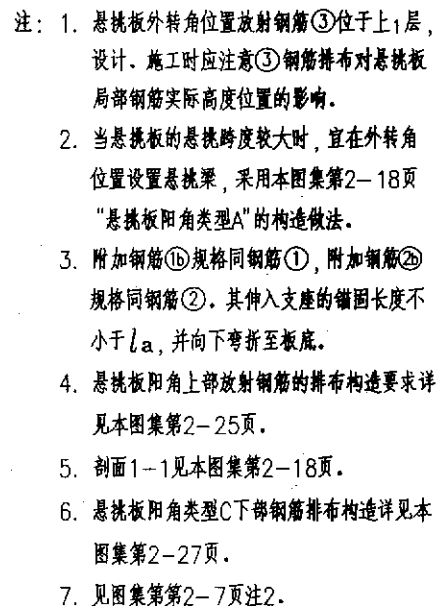 注：1. 悬挑板外转角位置放射钢筋③位于上1层，
设计、施工时应注意③钢筋排布对悬挑板
局部钢筋实际高度位置的影响.
2. 当悬挑板的悬挑跨度较大时，宜在外转角
位置设置悬挑梁，采用本图集第2—18页
"悬挑板阳角类型A"的构造做法.
3. 附加钢筋1b规格同钢筋①，附加钢筋2b
规格同钢筋②. 其伸入支座的锚固长度不
小于la，并向下弯折至板底.
4. 悬挑板阳角上部放射钢筋的排布构造要求详
见本图集第2—25页.
5. 剖面1—1见本图集第2—18页.
6. 悬挑板阳角类型C下部钢筋排布构造详见本
图集第2—27页.
7. 见图集第第2—7页注2.